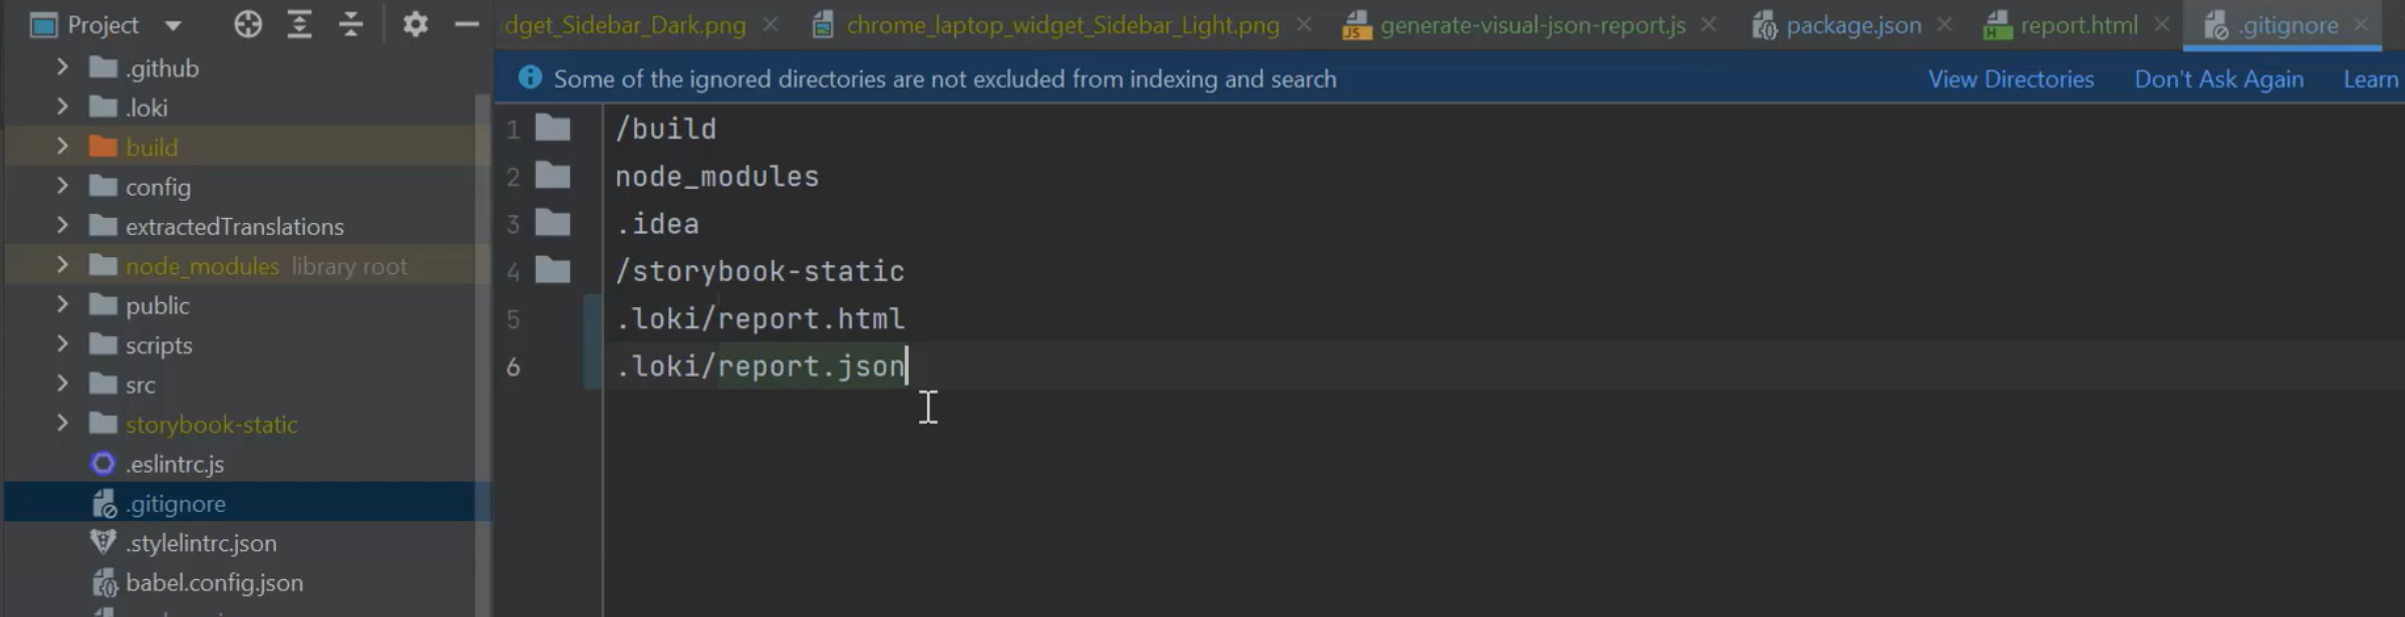 Project
idget_Sidebar_Dark.png
chrome_laptop_widget_Sidebar_Light.png
generate-visual-json-report.js
package.json
report.html
.gitignore
.github
.loki
build
config
extractedTranslations
node_modules library root
public
scripts
src
storybook-static
.eslintrc.js
.gitignore
.stylelintrc.json
babel.config.json
Some of the ignored directories are not excluded from indexing and search
View Directories
Don't Ask Again
Learn
1 /build
2 node_modules
3 .idea
4 /storybook-static
5 .loki/report.html
6 .loki/report.json